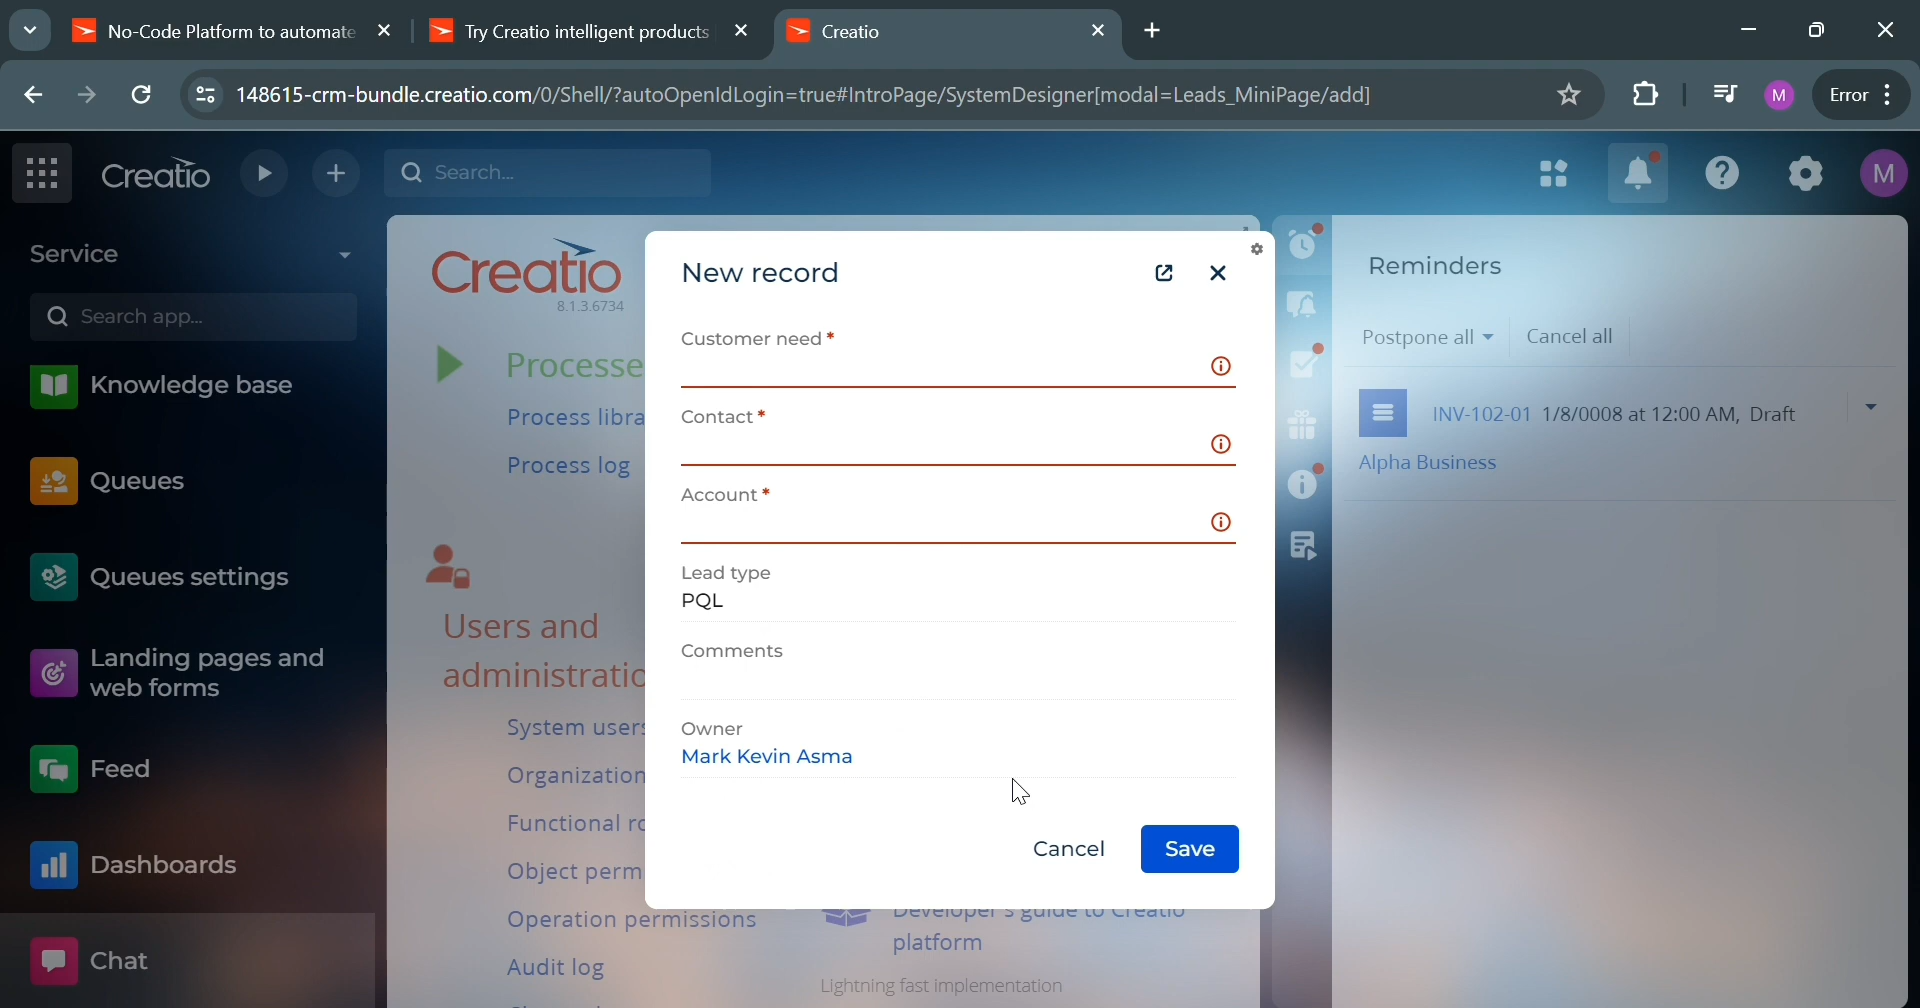 No-Code Platform to automate
Try Creatio intelligent products
Creatio
148615-crm-bundle.creatio.com/0/Shell/?autoOpenIdLogin=true#IntroPage/SystemDesigner[modal=Leads_MiniPage/add]
M
Error
Creatio
Search...
M
Service
Search app...
Knowledge base
Queues
Queues settings
Landing pages and
web forms
Feed
Dashboards
Chat
Creatio
8.1.3.6734
Processe
Process libra
Process log
Users and
administratio
System users
Organization
Functional ro
Object perm
Operation permissions
Audit log
Developer's guide to Creatio
platform
Lightning fast implementation
New record
Customer need *
Contact *
Account *
Lead type
PQL
Comments
Owner
Mark Kevin Asma
Cancel
Save
Reminders
Postpone all
Cancel all
INV-102-01 1/8/0008 at 12:00 AM, Draft
Alpha Business